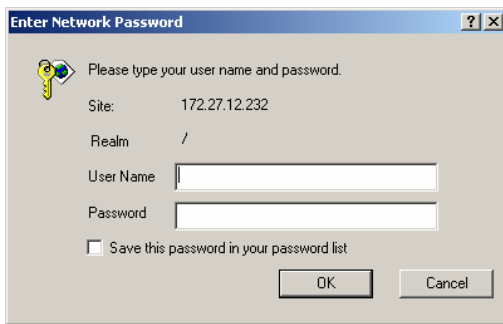 Enter Network Password
Please type your user name and password.
Site: 172.27.12.232
Realm /
User Name
Password
Save this password in your password list
OK Cancel